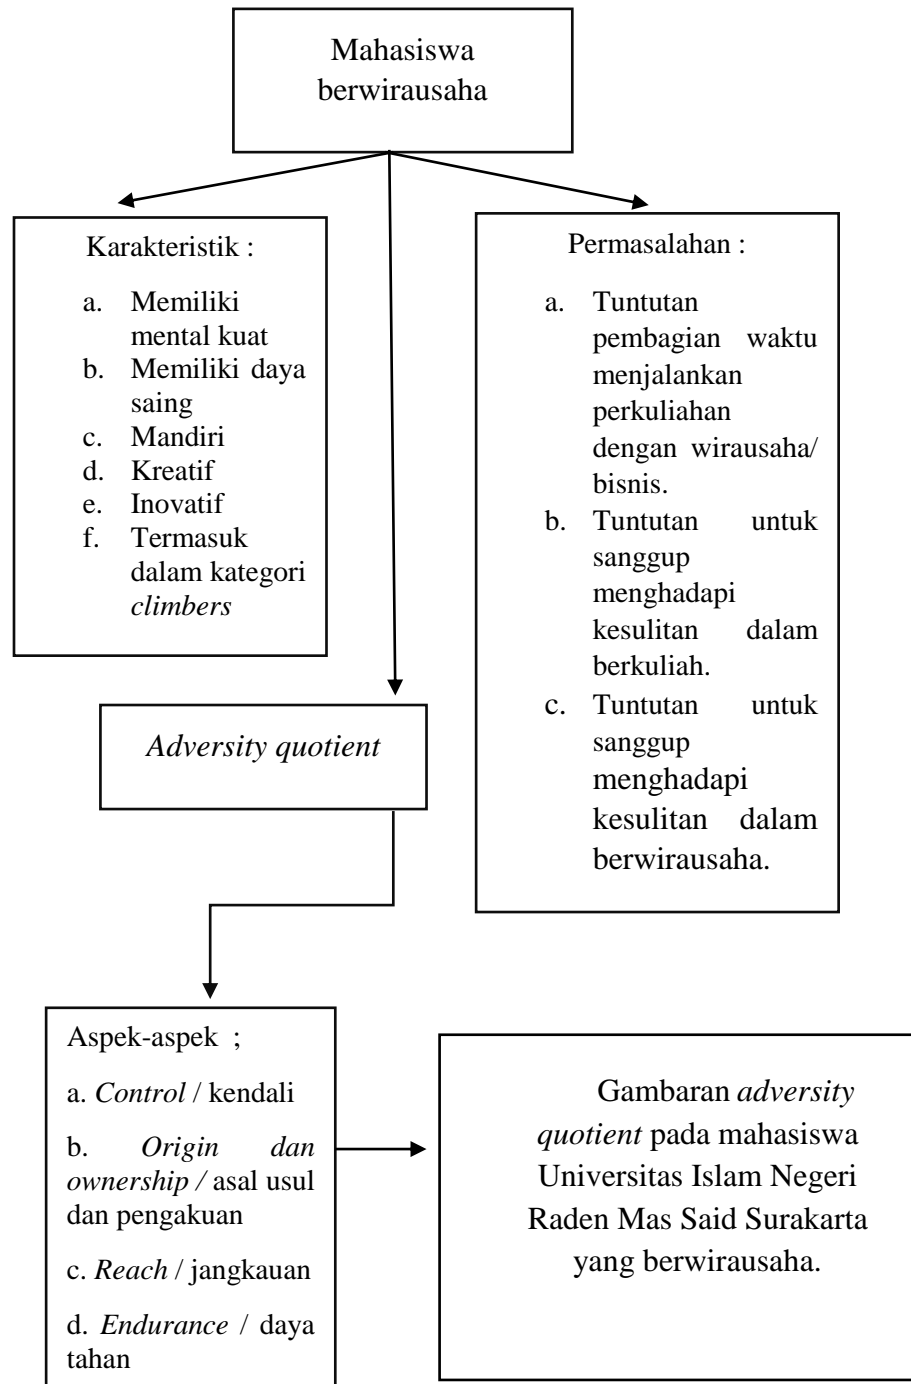 Mahasiswa
berwirausaha
Karakteristik :
a. Memiliki
mental kuat
b. Memiliki daya
saing
c. Mandiri
d. Kreatif
e. Inovatif
f. Termasuk
dalam kategori
climbers
Permasalahan :
a. Tuntutan
pembagian waktu
menjalankan
perkuliahan
dengan wirausaha/
bisnis.
b. Tuntutan untuk
sanggup
menghadapi
kesulitan dalam
berkuliah.
c. Tuntutan untuk
sanggup
menghadapi
kesulitan dalam
berwirausaha.
Adversity quotient
Aspek-aspek ;
a. Control / kendali
b. Origin dan
ownership / asal usul
dan pengakuan
c. Reach / jangkauan
d. Endurance / daya
tahan
Gambaran adversity
quotient pada mahasiswa
Universitas Islam Negeri
Raden Mas Said Surakarta
yang berwirausaha.